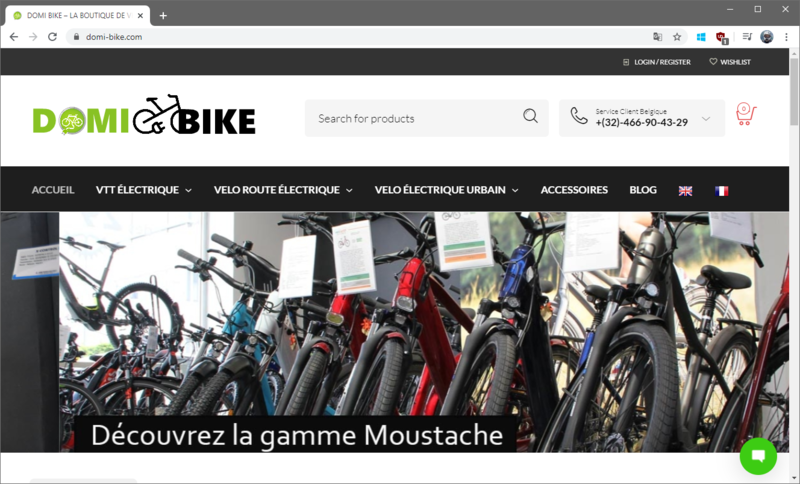 DOMI BIKE – LA BOUTIQUE DE V
domi-bike.com
LOGIN / REGISTER
WISHLIST
DOMI & BIKE
Search for products
Service Client Belgique
+(32)-466-90-43-29
0
ACCUEIL
VTT ÉLECTRIQUE
VELO ROUTE ÉLECTRIQUE
VELO ÉLECTRIQUE URBAIN
ACCESSOIRES
BLOG
Découvrez la gamme Moustache